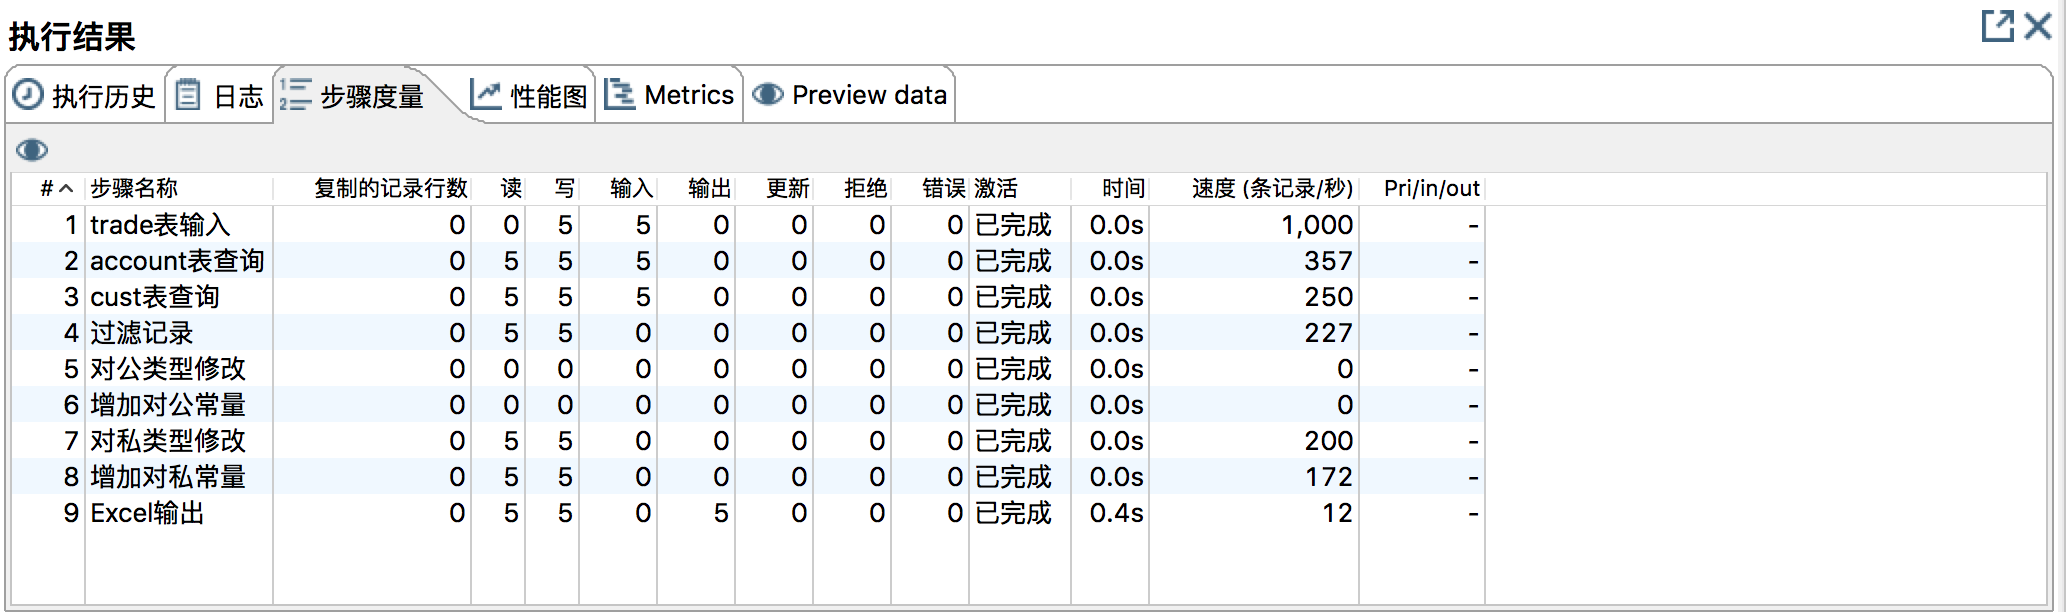 执行结果
执行历史 日志 步骤度量 性能图 Metrics Preview data
# 步骤名称 复制的记录行数 读 写 输入 输出 更新 拒绝 错误 激活 时间 速度 (条记录/秒) Pri/in/out
1 trade表输入 0 0 5 5 0 0 0 0 已完成 0.0s 1,000 -
2 account表查询 0 5 5 5 0 0 0 0 已完成 0.0s 357 -
3 cust表查询 0 5 5 5 0 0 0 0 已完成 0.0s 250 -
4 过滤记录 0 5 5 0 0 0 0 0 已完成 0.0s 227 -
5 对公类型修改 0 0 0 0 0 0 0 0 已完成 0.0s 0 -
6 增加对公常量 0 0 0 0 0 0 0 0 已完成 0.0s 0 -
7 对私类型修改 0 5 5 0 0 0 0 0 已完成 0.0s 200 -
8 增加对私常量 0 5 5 0 0 0 0 0 已完成 0.0s 172 -
9 Excel输出 0 5 5 0 5 0 0 0 已完成 0.4s 12 -